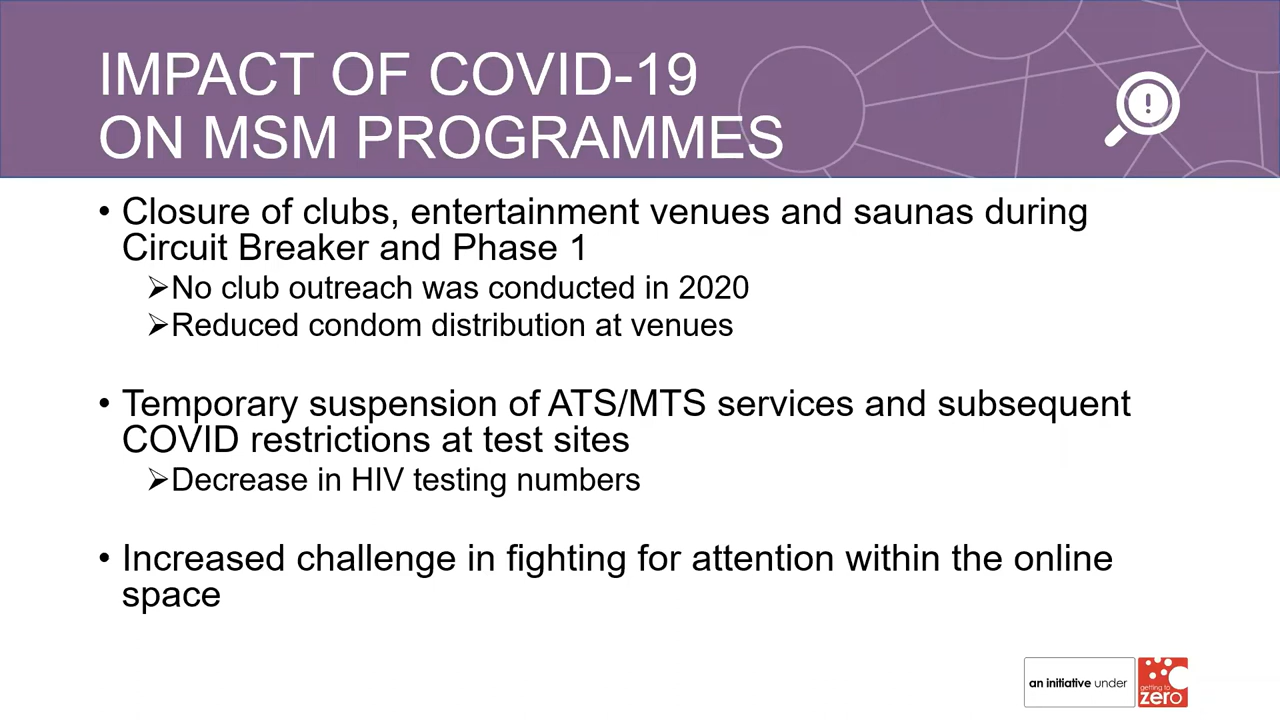 IMPACT OF COVID-19
ON MSM PROGRAMMES
• Closure of clubs, entertainment venues and saunas during
Circuit Breaker and Phase 1
➢No club outreach was conducted in 2020
➢Reduced condom distribution at venues
• Temporary suspension of ATS/MTS services and subsequent
COVID restrictions at test sites
➢Decrease in HIV testing numbers
• Increased challenge in fighting for attention within the online
space
an initiative under
getting to
zero